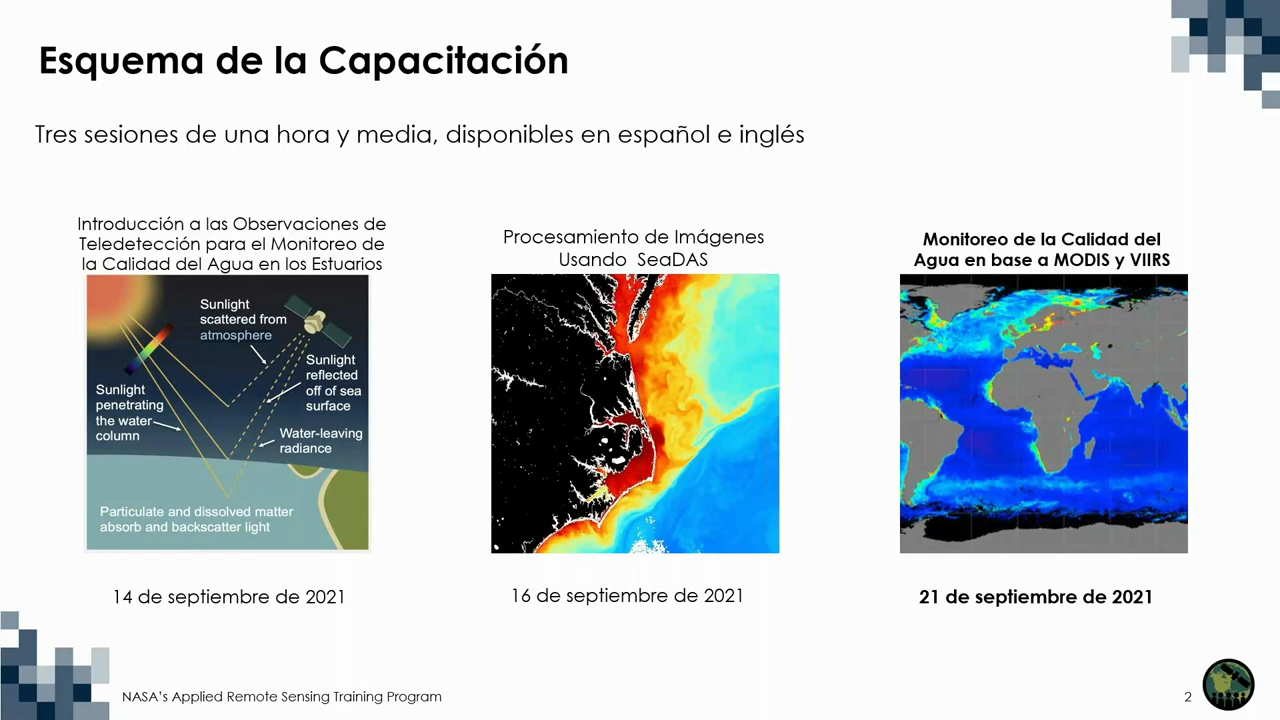 Esquema de la Capacitación
Tres sesiones de una hora y media, disponibles en español e inglés
Introducción a las Observaciones de
Teledetección para el Monitoreo de
la Calidad del Agua en los Estuarios
Sunlight
scattered from
atmosphere
Sunlight
reflected
off of sea
surface
Sunlight
penetrating
the water
column
Water-leaving
radiance
Particulate and dissolved matter
absorb and backscatter light
14 de septiembre de 2021
Procesamiento de Imágenes
Usando SeaDAS
16 de septiembre de 2021
Monitoreo de la Calidad del
Agua en base a MODIS y VIIRS
21 de septiembre de 2021
NASA's Applied Remote Sensing Training Program
2